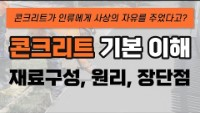 콘크리트가 인류에게 사상의 자유를 주었다고?
콘크리트 기본 이해
재료구성, 원리, 장단점